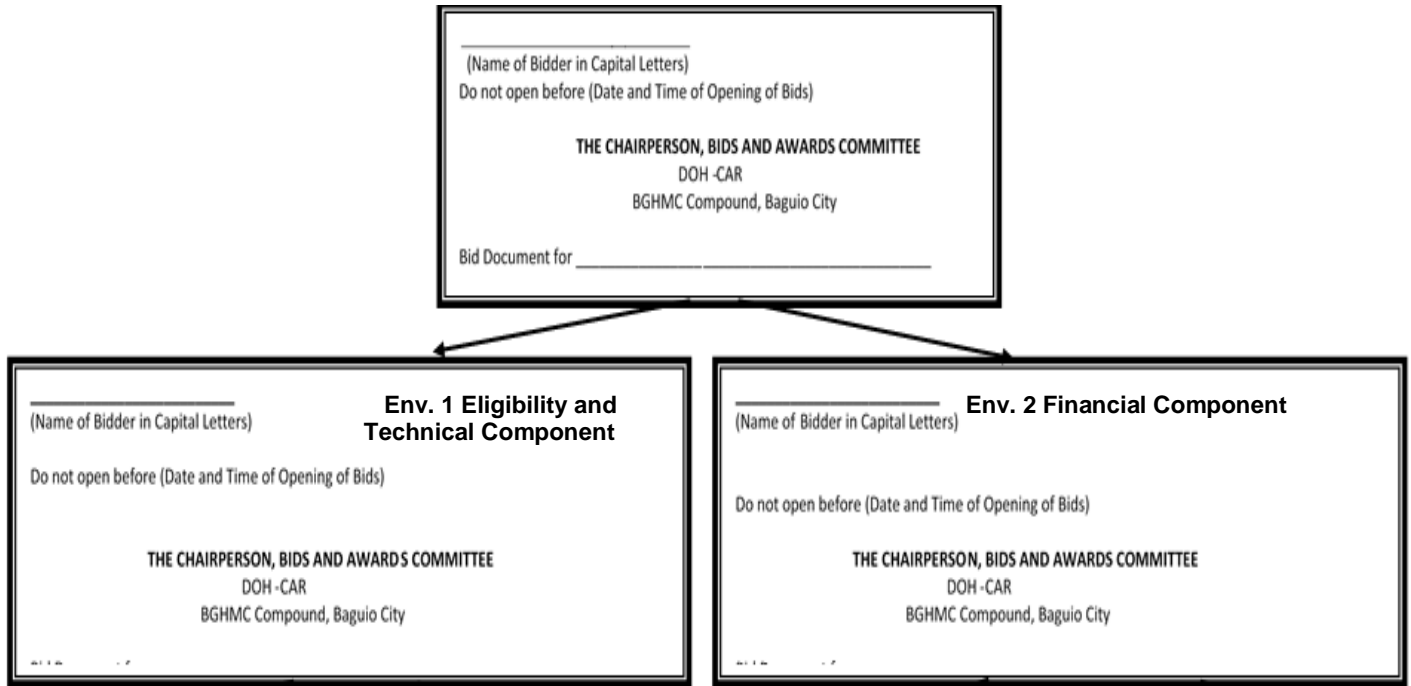 (Name of Bidder in Capital Letters)
Do not open before (Date and Time of Opening of Bids)
THE CHAIRPERSON, BIDS AND AWARDS COMMITTEE
DOH -CAR
BGHMC Compound, Baguio City
Bid Document for ____________________
(Name of Bidder in Capital Letters)
Env. 1 Eligibility and
Technical Component
Do not open before (Date and Time of Opening of Bids)
THE CHAIRPERSON, BIDS AND AWARDS COMMITTEE
DOH -CAR
BGHMC Compound, Baguio City
Env. 2 Financial Component
(Name of Bidder in Capital Letters)
Do not open before (Date and Time of Opening of Bids)
THE CHAIRPERSON, BIDS AND AWARDS COMMITTEE
DOH -CAR
BGHMC Compound, Baguio City